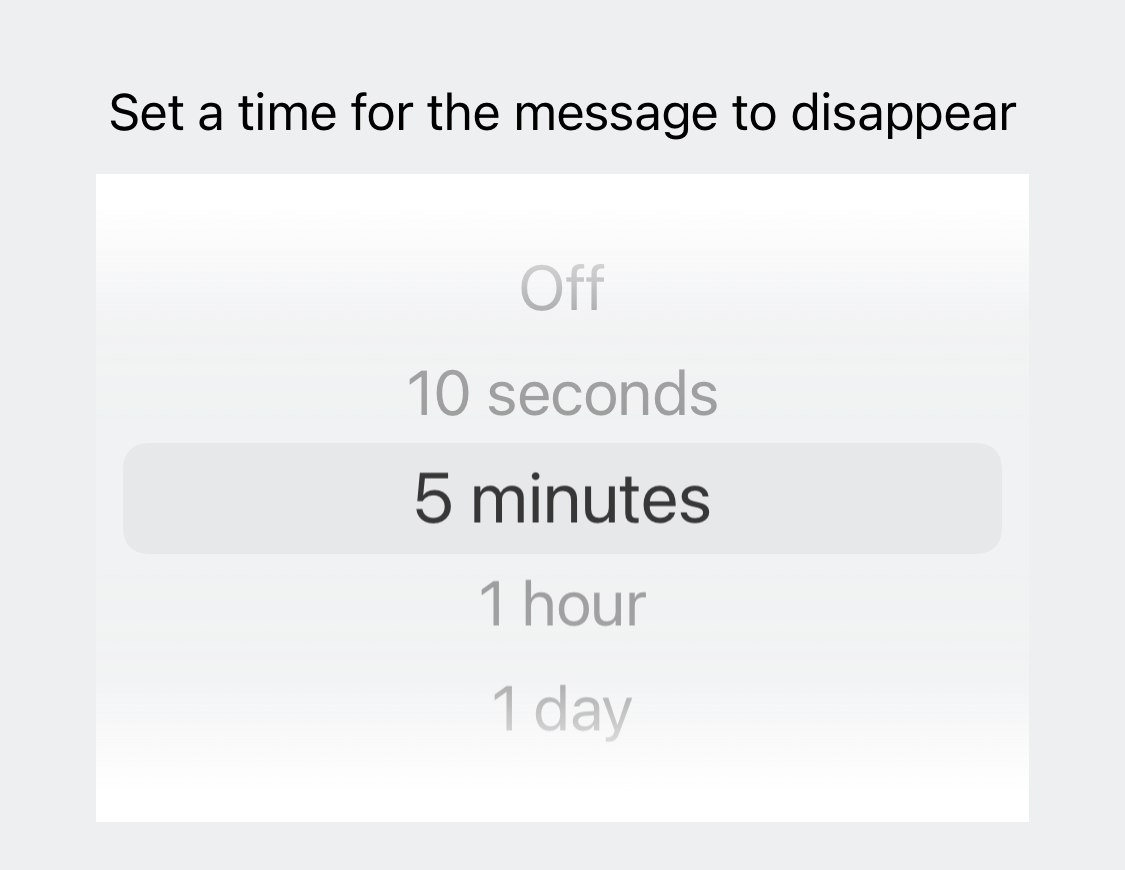 Set a time for the message to disappear
Off
10 seconds
5 minutes
1 hour
1 day